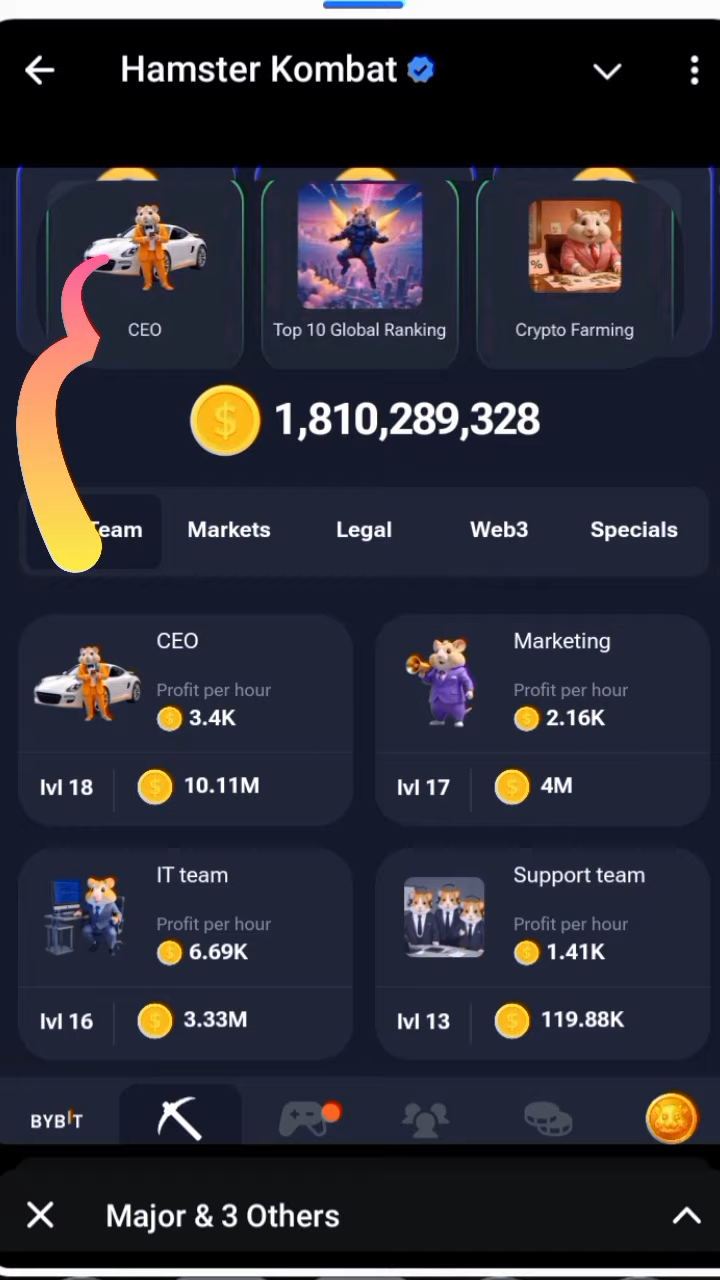 Hamster Kombat
%
CEO
Top 10 Global Ranking
Crypto Farming
$ 1,810,289,328
Team Markets Legal Web3 Specials
CEO
Profit per hour
$ 3.4K
lvl 18 $ 10.11M
Marketing
Profit per hour
$ 2.16K
lvl 17 $ 4M
IT team
Profit per hour
$ 6.69K
lvl 16 $ 3.33M
Support team
Profit per hour
$ 1.41K
lvl 13 $ 119.88K
BYBIT
Major & 3 Others